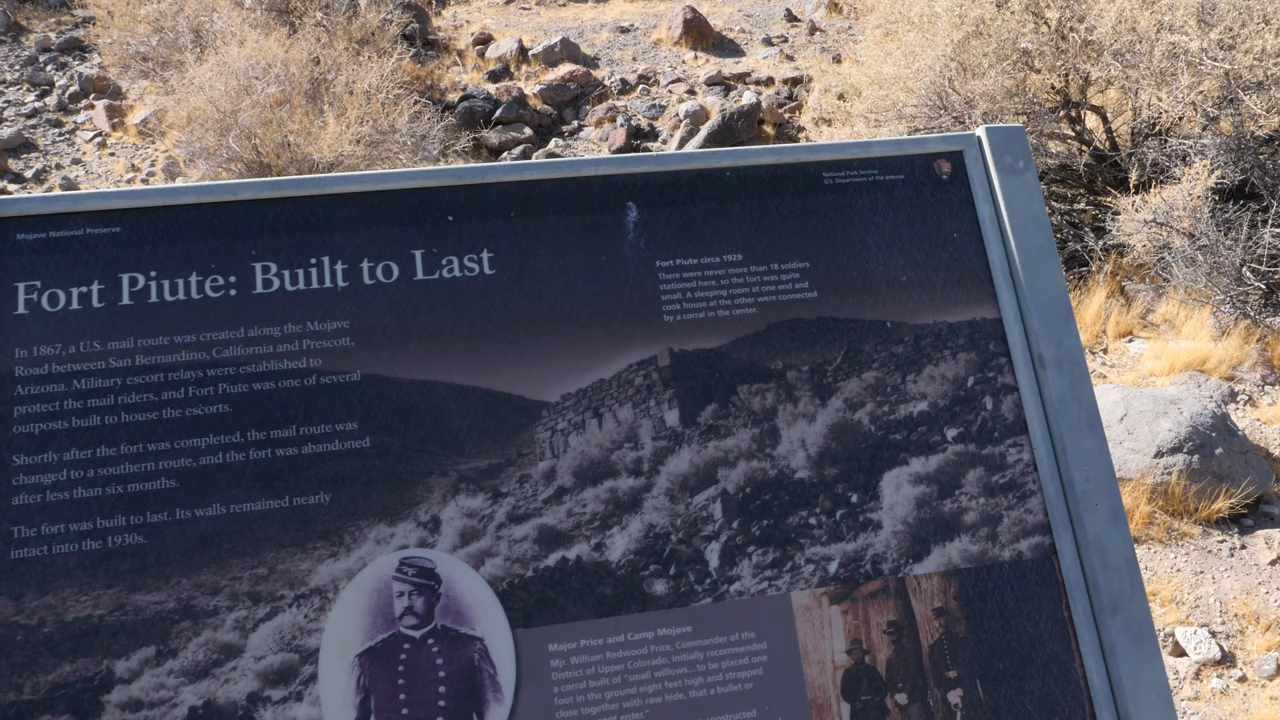 Mojave National Preserve
National Park Service
U.S. Department of the Interior
Fort Piute: Built to Last
In 1867, a U.S. mail route was created along the Mojave
Road between San Bernardino, California and Prescott,
Arizona. Military escort relays were established to
protect the mail riders, and Fort Piute was one of several
outposts built to house the escorts.
Shortly after the fort was completed, the mail route was
changed to a southern route, and the fort was abandoned
after less than six months.
The fort was built to last. Its walls remained nearly
intact into the 1930s.
Fort Piute circa 1929
There were never more than 18 soldiers
stationed here, so the fort was quite
small. A sleeping room at one end and
cook house at the other were connected
by a corral in the center.
Major Price and Camp Mojave
Mjr. William Redwood Price, Commander of the
District of Upper Colorado, initially recommended
a corral built of "small willows...to be placed one
foot in the ground eight feet high and strapped
close together with raw hide, that a bullet or
enter."
constructed